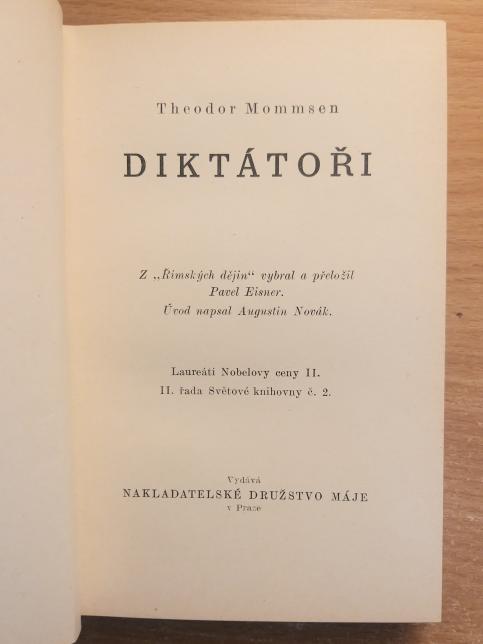 Theodor Mommsen
DIKTÁTOŘI
Z „Římských dějin“ vybral a přeložil
Pavel Eisner.
Úvod napsal Augustin Novák.
Laureáti Nobelovy ceny II.
II. řada Světové knihovny č. 2.
Vydává
NAKLADATELSKÉ DRUŽSTVO MÁJE
v Praze